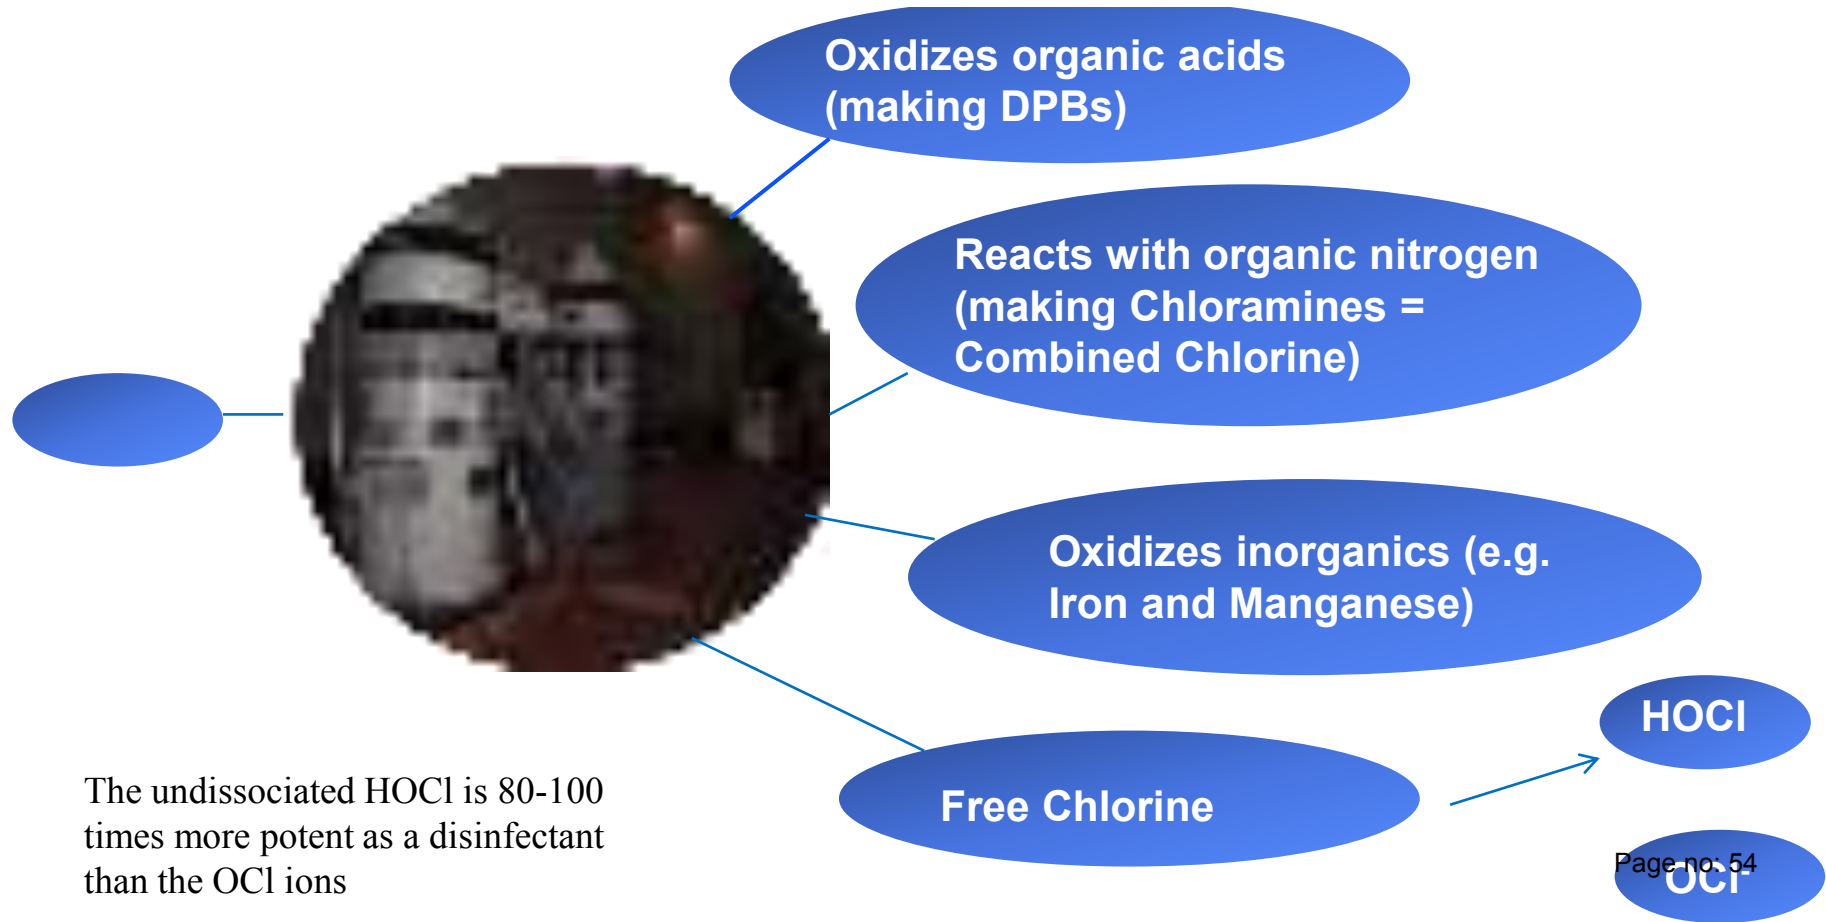 Oxidizes organic acids
(making DPBs)
Reacts with organic nitrogen
(making Chloramines =
Combined Chlorine)
Oxidizes inorganics (e.g.
Iron and Manganese)
HOCl
Free Chlorine
The undissociated HOCl is 80-100
times more potent as a disinfectant
than the OCl ions
Page no: 54
OCl-